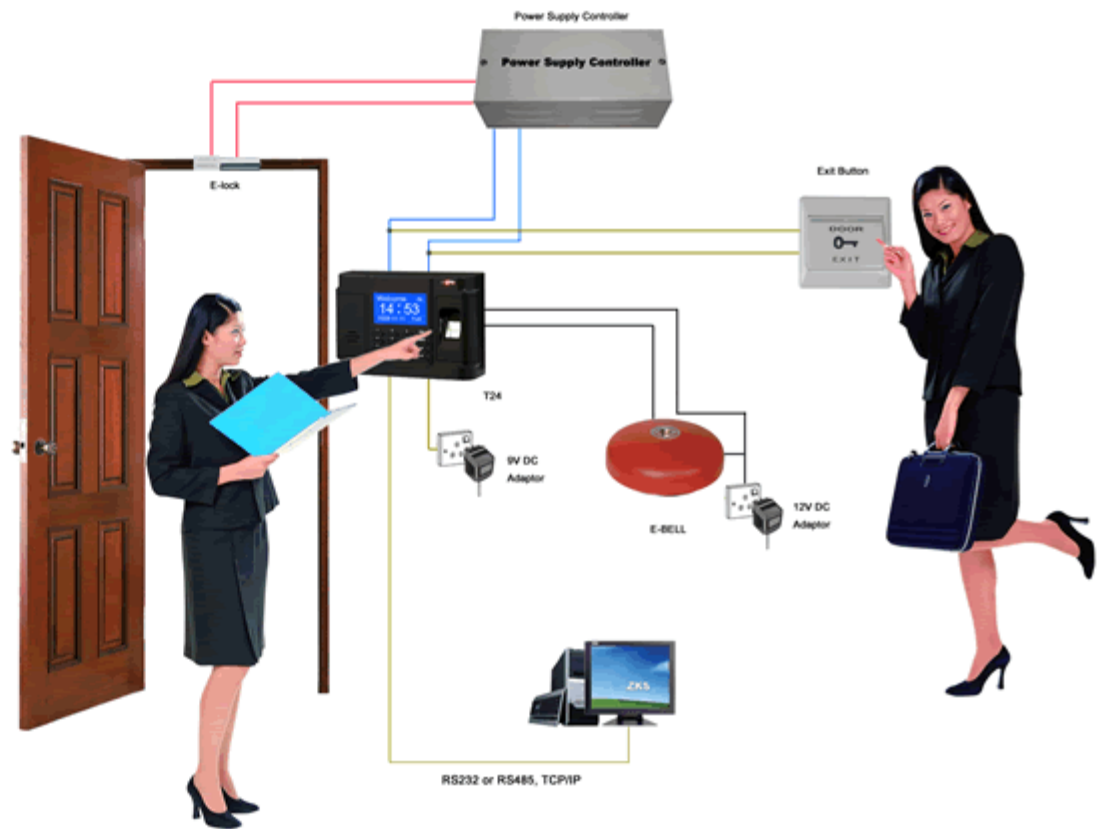 Power Supply Controller
Power Supply Controller
E-lock
Exit Button
DOOR
EXIT
Welcome
14:53
T24
9V DC
Adaptor
12V DC
Adaptor
E-BELL
ZKS
RS232 or RS485, TCP/IP